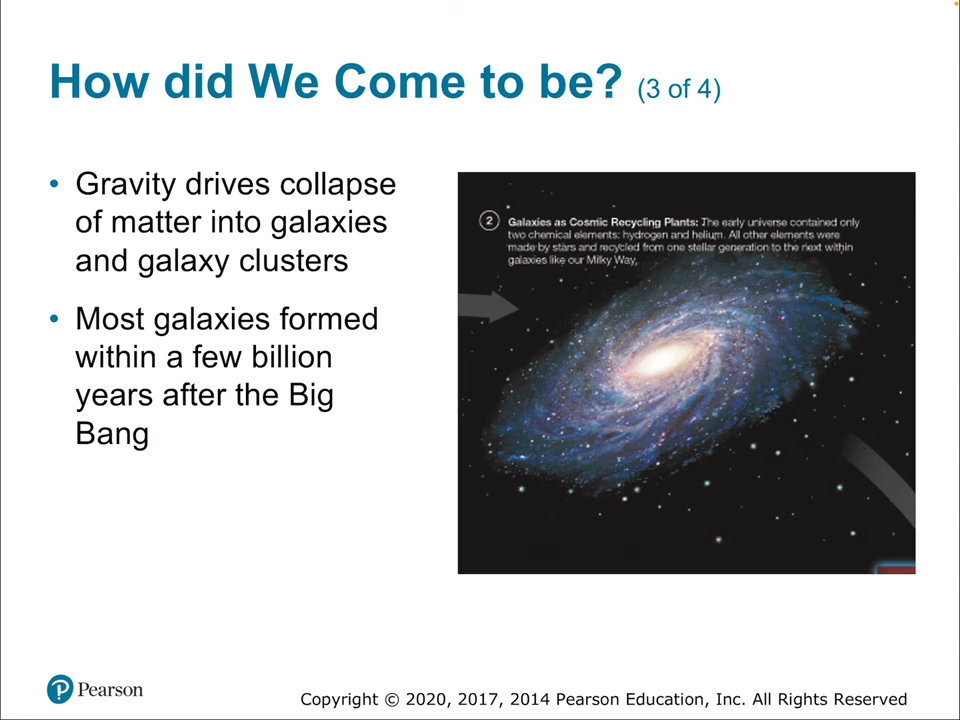 How did We Come to be? (3 of 4)
• Gravity drives collapse
of matter into galaxies
and galaxy clusters
• Most galaxies formed
within a few billion
years after the Big
Bang
2 Galaxies as Cosmic Recycling Plants: The early universe contained only
two chemical elements: hydrogen and helium. All other elements were
made by stars and recycled from one stellar generation to the next within
galaxies like our Milky Way.
P Pearson
Copyright © 2020, 2017, 2014 Pearson Education, Inc. All Rights Reserved